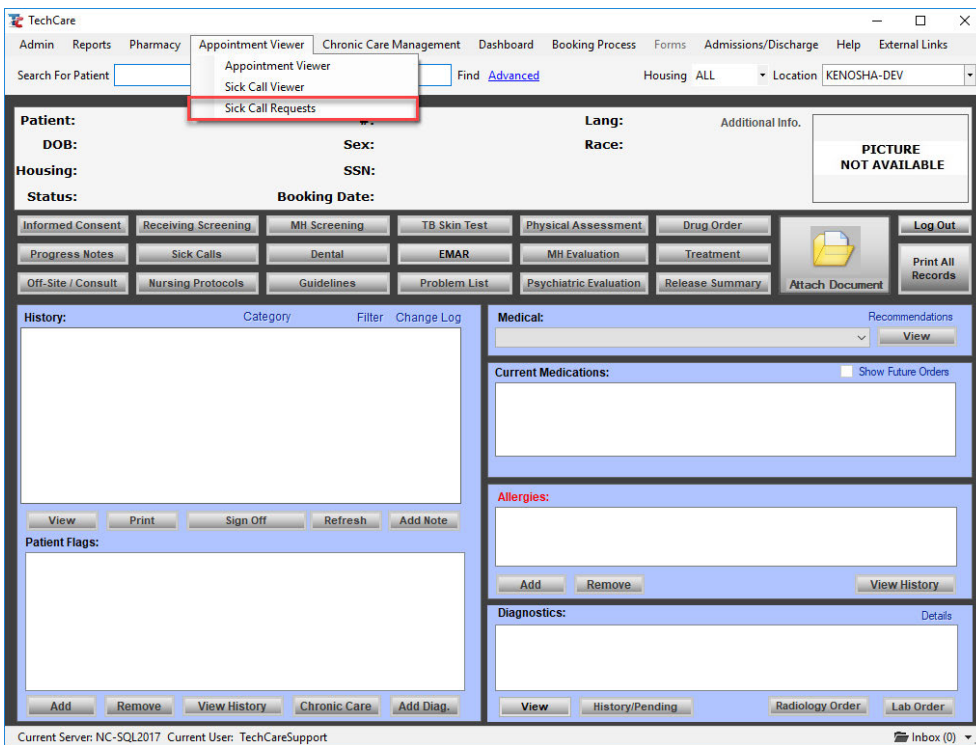 TechCare
Admin Reports Pharmacy Appointment Viewer Chronic Care Management Dashboard Booking Process Forms Admissions/Discharge Help External Links
Search For Patient Find Advanced Housing ALL Location KENOSHA-DEV
Appointment Viewer
Sick Call Viewer
Sick Call Requests
Patient: Lang: Additional Info.
DOB: Sex: Race:
Housing: SSN:
Status: Booking Date:
PICTURE
NOT AVAILABLE
Informed Consent Receiving Screening MH Screening TB Skin Test Physical Assessment Drug Order
Progress Notes Sick Calls Dental EMAR MH Evaluation Treatment
Off-Site / Consult Nursing Protocols Guidelines Problem List Psychiatric Evaluation Release Summary
Attach Document
Log Out
Print All
Records
History: Category Filter Change Log
View Print Sign Off Refresh Add Note
Patient Flags:
Add Remove View History Chronic Care Add Diag.
Medical: Recommendations
View
Current Medications: Show Future Orders
Allergies:
Add Remove View History
Diagnostics: Details
View History/Pending Radiology Order Lab Order
Current Server: NC-SQL2017 Current User: TechCareSupport Inbox (0)